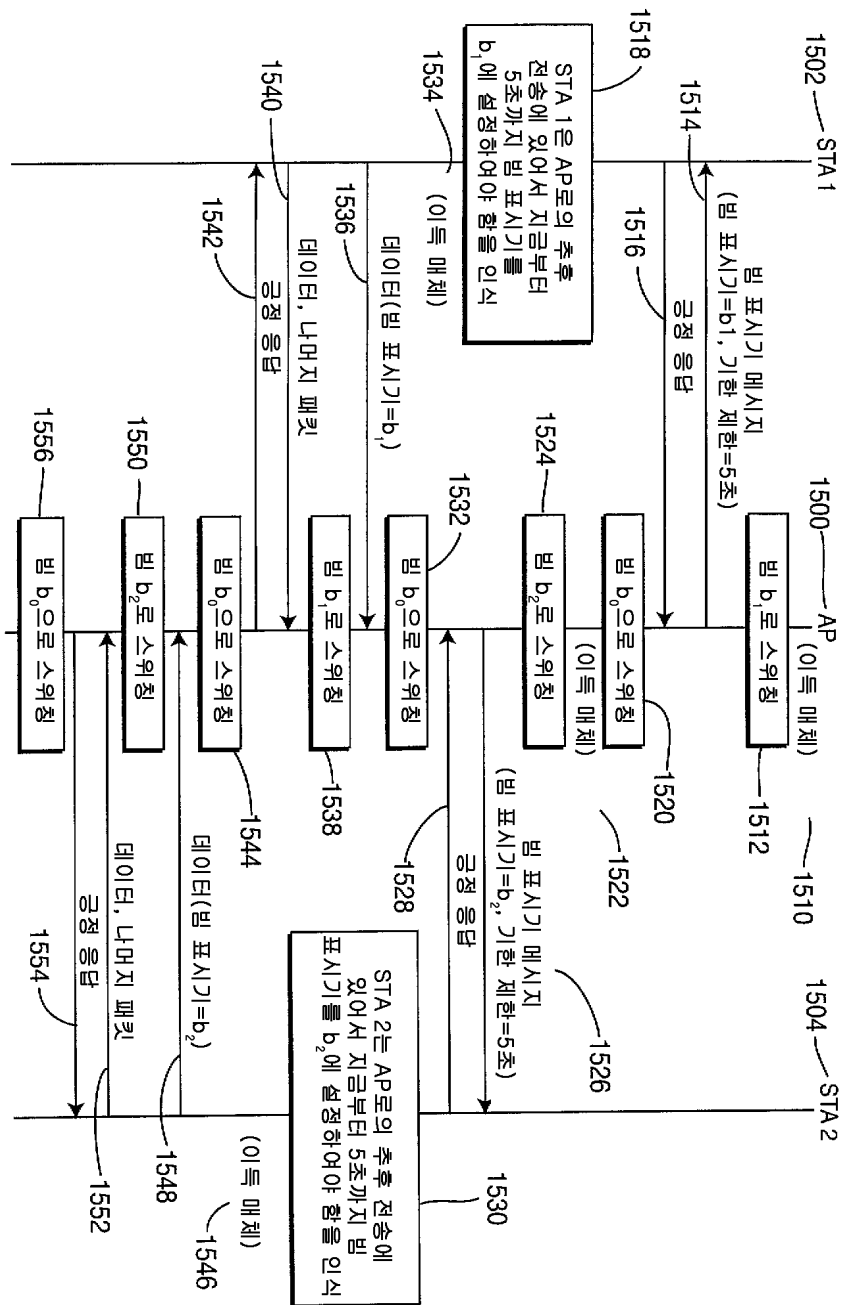 1502 STA1
1500 AP
1504 STA2
(이득 매체)
1510
빔 b₁로 스위칭
1512
빔 표시기 메시지
(빔 표시기=b1, 기한 제한=5초)
1514
긍정 응답
1516
빔 b₀으로 스위칭
1520
1518
STA 1은 AP로의 추후
전송에 있어서 지금부터
5초까지 빔 표시기를
b₁에 설정하여야 함을 인식
(이득 매체)
1522
빔 b₂로 스위칭
1524
빔 표시기 메시지
(빔 표시기=b₂, 기한 제한=5초)
1526
긍정 응답
1528
빔 b₀으로 스위칭
1532
STA 2는 AP로의 추후 전송에
있어서 지금부터 5초까지 빔
표시기를 b₂에 설정하여야 함을 인식
1530
(이득 매체)
1534
데이터(빔 표시기=b₁)
1536
빔 b₁로 스위칭
1538
데이터, 나머지 패킷
1540
긍정 응답
1542
빔 b₀으로 스위칭
1544
(이득 매체)
1546
데이터(빔 표시기=b₂)
1548
빔 b₂로 스위칭
1550
데이터, 나머지 패킷
1552
긍정 응답
1554
빔 b₀으로 스위칭
1556